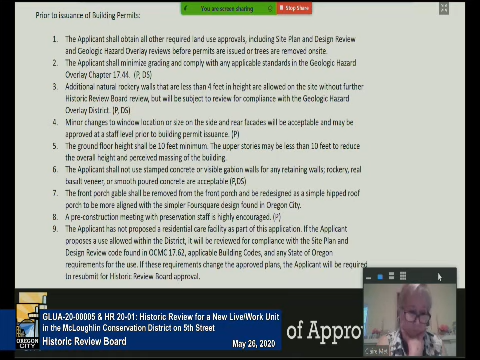 You are screen sharing
Stop Share
Prior to issuance of Building Permits:
1. The Applicant shall obtain all other required land use approvals, including Site Plan and Design Review
and Geologic Hazard Overlay reviews before permits are issued or trees are removed onsite.
2. The Applicant shall minimize grading and comply with any applicable standards in the Geologic Hazard
Overlay Chapter 17.44. (P, DS)
3. Additional natural rockery walls that are less than 4 feet in height are allowed on the site without further
Historic Review Board review, but will be subject to review for compliance with the Geologic Hazard
Overlay District. (P, DS)
4. Minor changes to window location or size on the side and rear facades will be acceptable and may be
approved at a staff level prior to building permit issuance. (P)
5. The ground floor height shall be 10 feet minimum. The upper stories may be less than 10 feet to reduce
the overall height and perceived massing of the building.
6. The Applicant shall not use stamped concrete or visible gabion walls for any retaining walls; rockery, real
basalt veneer, or smooth poured concrete are acceptable (P,DS)
7. The front porch gable shall be removed from the front porch and be redesigned as a simple hipped roof
porch to be more aligned with the simpler Foursquare design found in Oregon City.
8. A pre-construction meeting with preservation staff is highly encouraged. (P)
9. The Applicant has not proposed a residential care facility as part of this application. If the Applicant
proposes a use allowed within the District, it will be reviewed for compliance with the Site Plan and
Design Review code found in OCMC 17.62, applicable Building Codes, and any State of Oregon
requirements for the use. If these requirements change the approved plans, the Applicant will be required
to resubmit for Historic Review Board approval.
of Approv
Claire Met
OREGON
CITY
GLUA-20-00005 & HR 20-01: Historic Review for a New Live/Work Unit
in the McLoughlin Conservation District on 5th Street
Historic Review Board May 26, 2020